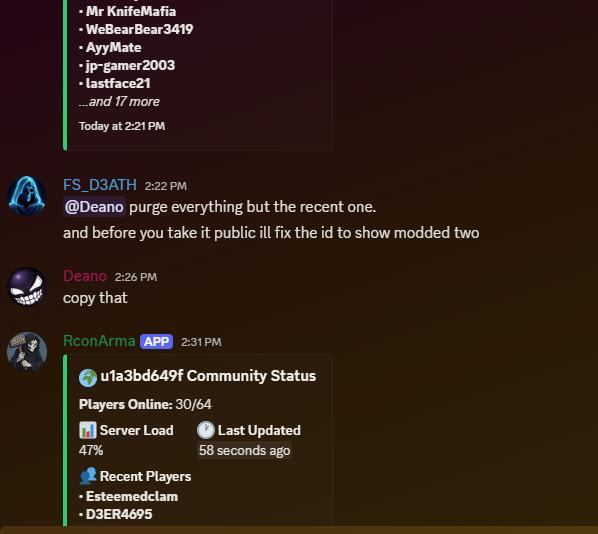 • Mr KnifeMafia
• WeBearBear3419
• AyyMate
• jp-gamer2003
• lastface21
...and 17 more
Today at 2:21 PM
FS_D3ATH 2:22 PM
@Deano purge everything but the recent one.
and before you take it public ill fix the id to show modded two
Deano 2:26 PM
copy that
RconArma APP 2:31 PM
u1a3bd649f Community Status
Players Online: 30/64
Server Load Last Updated
47% 58 seconds ago
Recent Players
• Esteemedclam
• D3ER4695